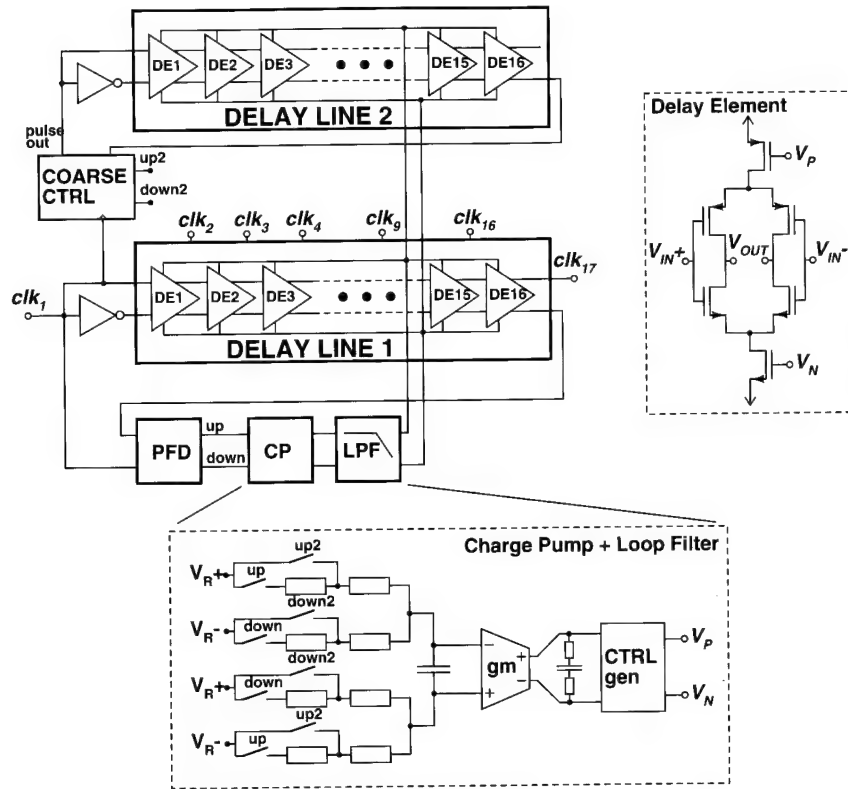 DE1 DE2 DE3 DE15 DE16
DELAY LINE 2
pulse out
COARSE CTRL
up2
down2
clk2 clk3 clk4 clk9 clk16
clk1
clk17
DE1 DE2 DE3 DE15 DE16
DELAY LINE 1
PFD
up
down
CP
LPF
Delay Element
VP
VIN+ VOUT VIN-
VN
Charge Pump + Loop Filter
up2
VR+ up
down2
VR- down
down2
VR+ down
up2
VR- up
- +
gm
+ -
CTRL gen
VP
VN